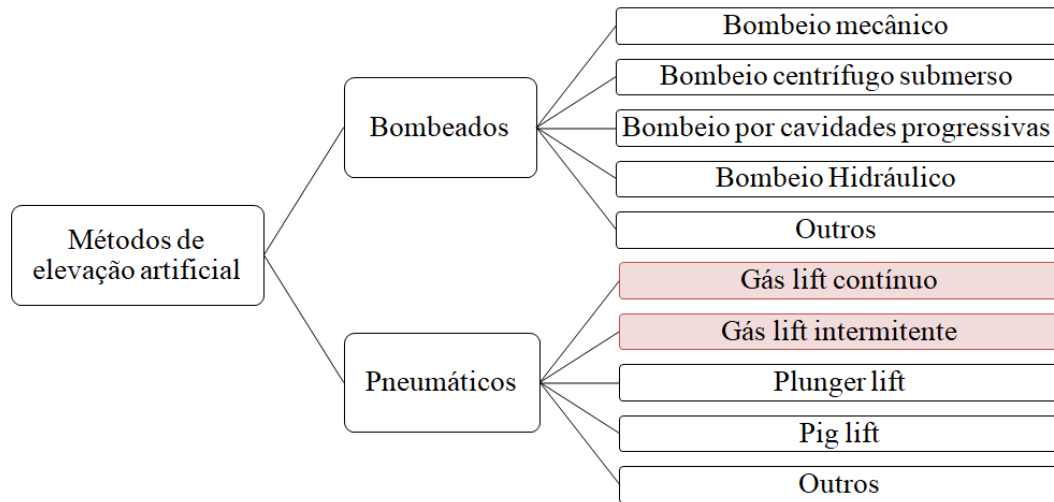 Métodos de
elevação artificial
Bombeados
Bombeio mecânico
Bombeio centrífugo submerso
Bombeio por cavidades progressivas
Bombeio Hidráulico
Outros
Pneumáticos
Gás lift contínuo
Gás lift intermitente
Plunger lift
Pig lift
Outros